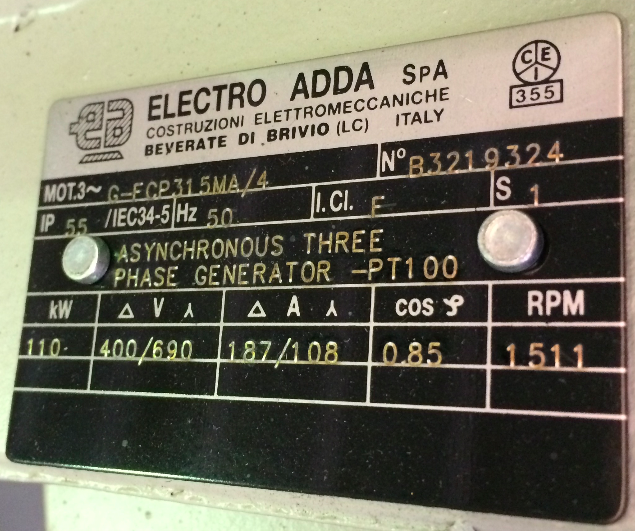 ELECTRO ADDA SPA
COSTRUZIONI ELETTROMECCANICHE
BEVERATE DI BRIVIO (LC) ITALY
CEI
355
MOT.3~ G-FCP315MA/4 N° B3219324
IP 55 /IEC34-5 Hz 50 I.Cl. F S 1
ASYNCHRONOUS THREE
PHASE GENERATOR -PT100
kW Δ V ⅄ Δ A ⅄ cos φ RPM
110 400/690 187/108 0.85 1.511